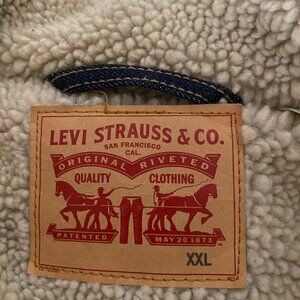 LEVI STRAUSS & CO.
SAN FRANCISCO
CAL.
ORIGINAL RIVETED
QUALITY CLOTHING
PATENTED MAY 20 1873
XXL